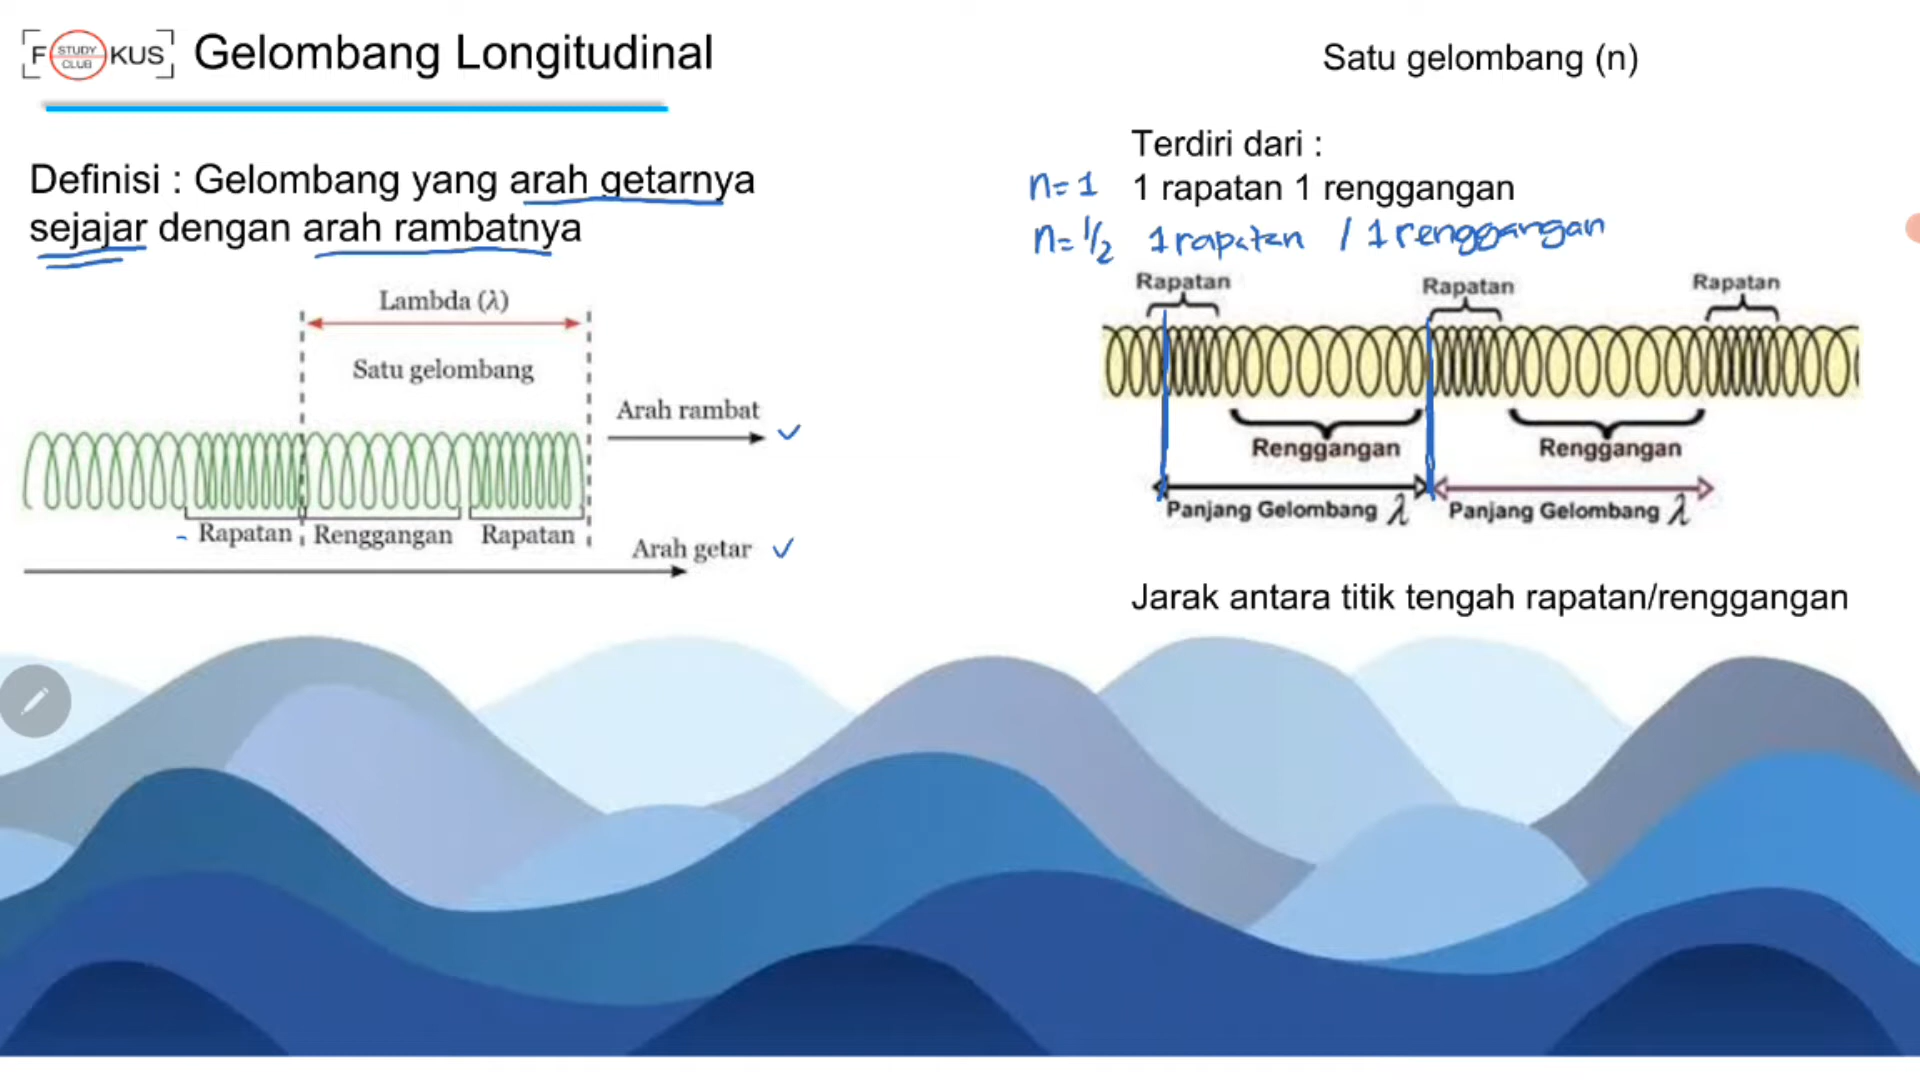 FOKUS
STUDY
CLUB
Gelombang Longitudinal
Definisi : Gelombang yang arah getarnya
sejajar dengan arah rambatnya
Lambda (λ)
Satu gelombang
Arah rambat
Rapatan Renggangan Rapatan
Arah getar
Satu gelombang (n)
Terdiri dari :
n=1 1 rapatan 1 renggangan
n=1/2 1 rapatan / 1 renggangan
Rapatan Rapatan Rapatan
Renggangan Renggangan
Panjang Gelombang λ Panjang Gelombang λ
Jarak antara titik tengah rapatan/renggangan